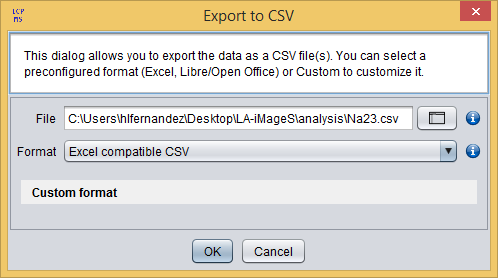 LCP
MS
Export to CSV
This dialog allows you to export the data as a CSV file(s). You can select a
preconfigured format (Excel, Libre/Open Office) or Custom to customize it.
File C:\Users\hlfernandez\Desktop\LA-iMageS\analysis\Na23.csv
Format Excel compatible CSV
Custom format
OK Cancel